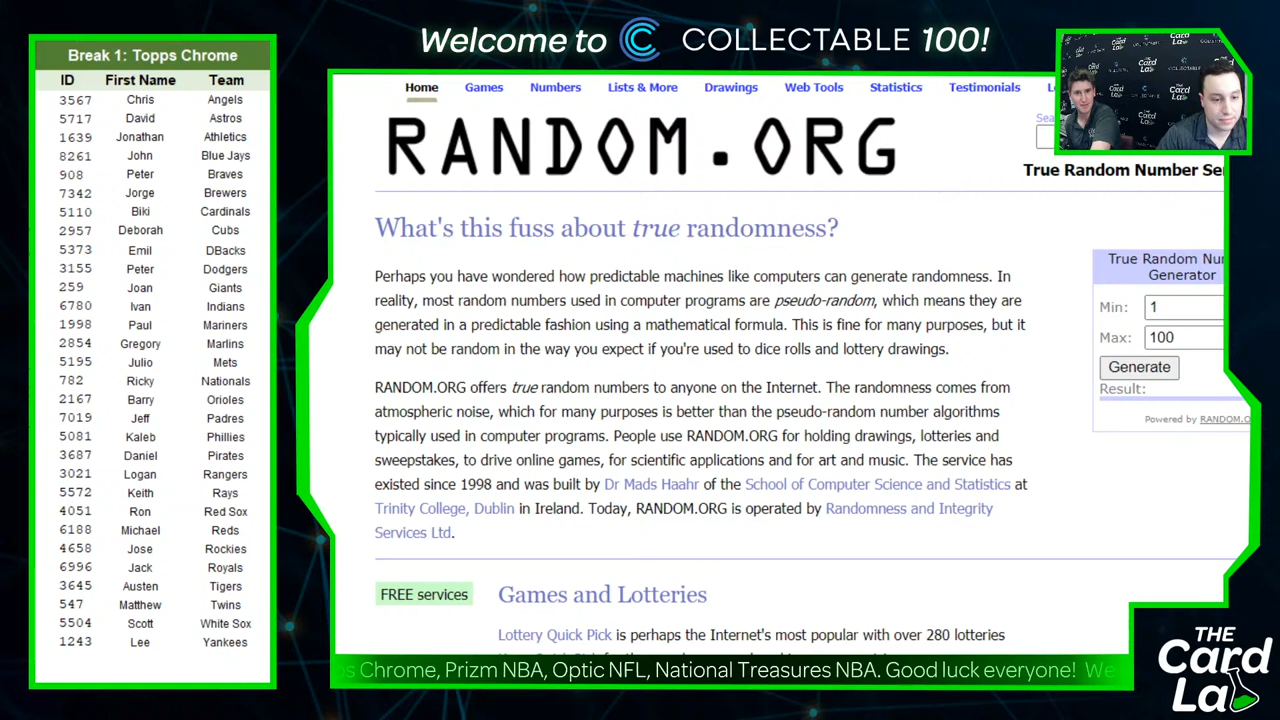 Welcome to COLLECTABLE 100!
Break 1: Topps Chrome
ID First Name Team
3567 Chris Angels
5717 David Astros
1639 Jonathan Athletics
8261 John Blue Jays
908 Peter Braves
7342 Jorge Brewers
5110 Biki Cardinals
2957 Deborah Cubs
5373 Emil DBacks
3155 Peter Dodgers
259 Joan Giants
6780 Ivan Indians
1998 Paul Mariners
2854 Gregory Marlins
5195 Julio Mets
782 Ricky Nationals
2167 Barry Orioles
7019 Jeff Padres
5081 Kaleb Phillies
3687 Daniel Pirates
3021 Logan Rangers
5572 Keith Rays
4051 Ron Red Sox
6188 Michael Reds
4658 Jose Rockies
6996 Jack Royals
3645 Austen Tigers
547 Matthew Twins
5504 Scott White Sox
1243 Lee Yankees
Home Games Numbers Lists & More Drawings Web Tools Statistics Testimonials
RANDOM.ORG
True Random Number Se
What's this fuss about true randomness?
Perhaps you have wondered how predictable machines like computers can generate randomness. In
reality, most random numbers used in computer programs are pseudo-random, which means they are
generated in a predictable fashion using a mathematical formula. This is fine for many purposes, but it
may not be random in the way you expect if you're used to dice rolls and lottery drawings.
RANDOM.ORG offers true random numbers to anyone on the Internet. The randomness comes from
atmospheric noise, which for many purposes is better than the pseudo-random number algorithms
typically used in computer programs. People use RANDOM.ORG for holding drawings, lotteries and
sweepstakes, to drive online games, for scientific applications and for art and music. The service has
existed since 1998 and was built by Dr Mads Haahr of the School of Computer Science and Statistics at
Trinity College, Dublin in Ireland. Today, RANDOM.ORG is operated by Randomness and Integrity
Services Ltd.
True Random Nu
Generator
Min: 1
Max: 100
Generate
Result:
Powered by RANDOM.O
FREE services
Games and Lotteries
Lottery Quick Pick is perhaps the Internet's most popular with over 280 lotteries
s Chrome, Prizm NBA, Optic NFL, National Treasures NBA. Good luck everyone! We
THE
Card
Lab